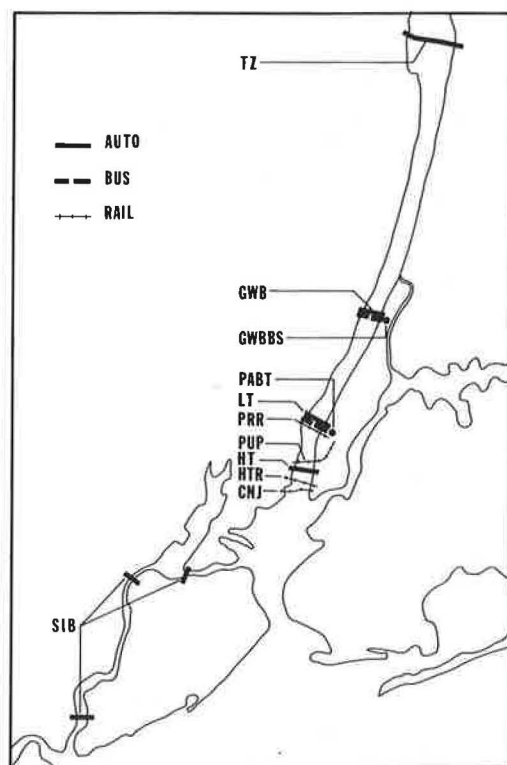 TZ
AUTO
BUS
RAIL
GWB
GWBBS
PABT
LT
PRR
PUP
HT
HTR
CNJ
SIB